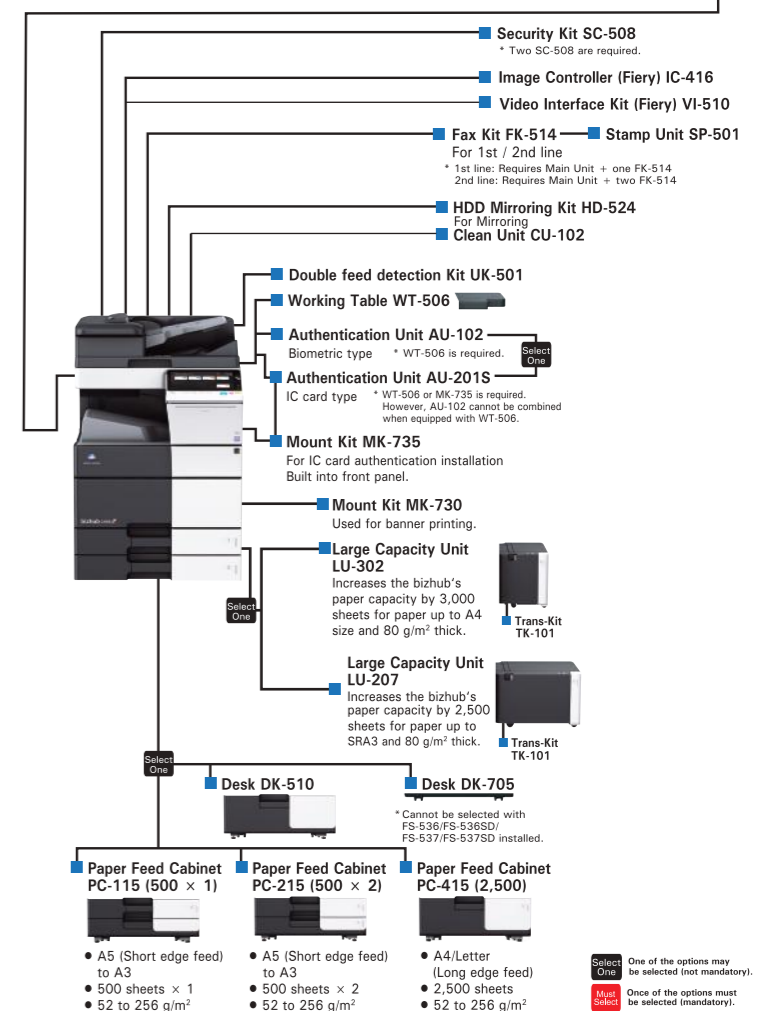 Security Kit SC-508
* Two SC-508 are required.
Image Controller (Fiery) IC-416
Video Interface Kit (Fiery) VI-510
Fax Kit FK-514
Stamp Unit SP-501
For 1st / 2nd line
* 1st line: Requires Main Unit + one FK-514
2nd line: Requires Main Unit + two FK-514
HDD Mirroring Kit HD-524
For Mirroring
Clean Unit CU-102
Double feed detection Kit UK-501
Working Table WT-506
Authentication Unit AU-102
Biometric type * WT-506 is required.
Select
One
Authentication Unit AU-201S
IC card type * WT-506 or MK-735 is required.
However, AU-102 cannot be combined
when equipped with WT-506.
Mount Kit MK-735
For IC card authentication installation
Built into front panel.
bizhub
Mount Kit MK-730
Used for banner printing.
Select
One
Large Capacity Unit
LU-302
Increases the bizhub's
paper capacity by 3,000
sheets for paper up to A4
size and 80 g/m² thick.
Trans-Kit
TK-101
Large Capacity Unit
LU-207
Increases the bizhub's
paper capacity by 2,500
sheets for paper up to
SRA3 and 80 g/m² thick.
Trans-Kit
TK-101
Select
One
Desk DK-510
Desk DK-705
* Cannot be selected with
FS-536/FS-536SD/
FS-537/FS-537SD installed.
Paper Feed Cabinet
PC-115 (500 × 1)
• A5 (Short edge feed)
to A3
• 500 sheets × 1
• 52 to 256 g/m²
Paper Feed Cabinet
PC-215 (500 × 2)
• A5 (Short edge feed)
to A3
• 500 sheets × 2
• 52 to 256 g/m²
Paper Feed Cabinet
PC-415 (2,500)
• A4/Letter
(Long edge feed)
• 2,500 sheets
• 52 to 256 g/m²
Select
One
One of the options may
be selected (not mandatory).
Must
Select
Once of the options must
be selected (mandatory).